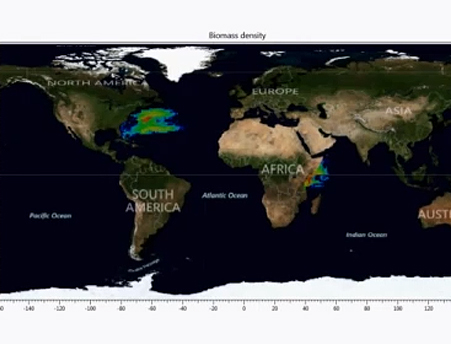 Biomass density
NORTH AMERICA
EUROPE
ASIA
AFRICA
SOUTH
AMERICA
Atlantic Ocean
Pacific Ocean
AUST
Indian Ocean
-140 -120 -100 -80 -60 -40 -20 0 20 40 60 80 100 120